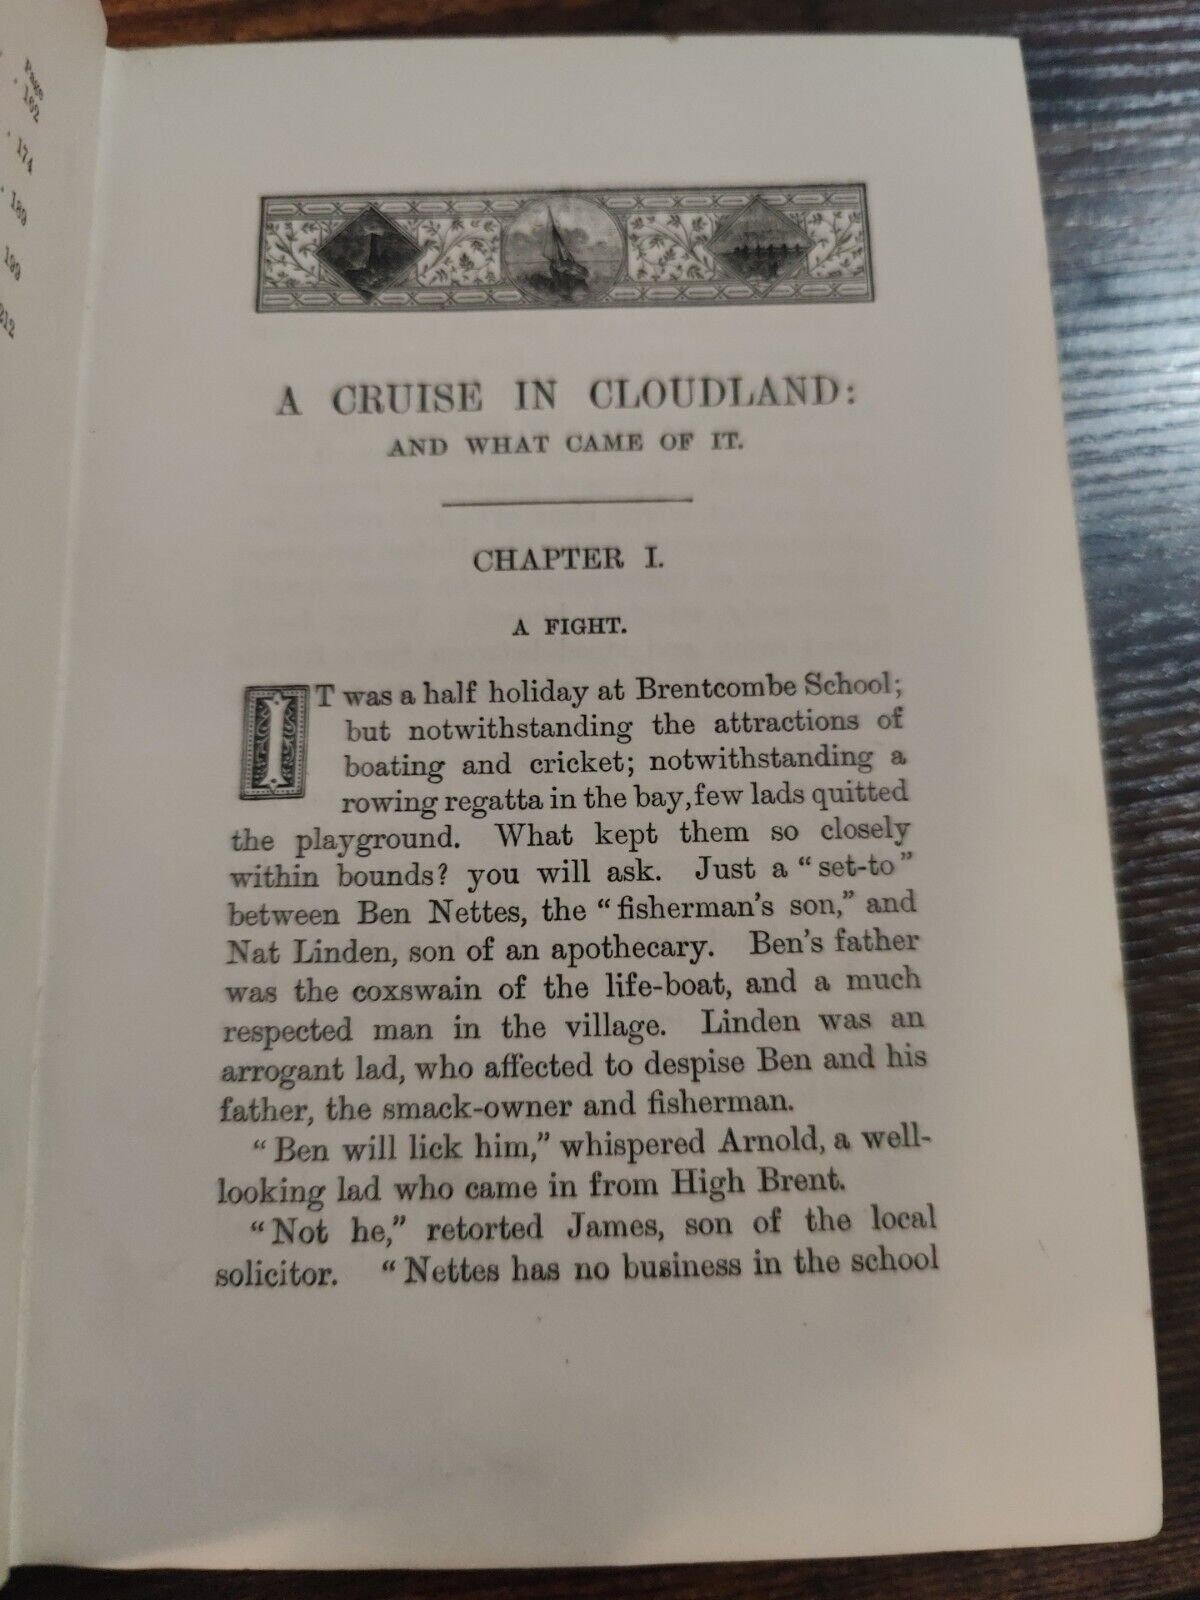 Page
. 162
. 174
. 189
199
212
A CRUISE IN CLOUDLAND:
AND WHAT CAME OF IT.
CHAPTER I.
A FIGHT.
IT was a half holiday at Brentcombe School;
but notwithstanding the attractions of
boating and cricket; notwithstanding a
rowing regatta in the bay, few lads quitted
the playground. What kept them so closely
within bounds? you will ask. Just a "set-to"
between Ben Nettes, the "fisherman's son," and
Nat Linden, son of an apothecary. Ben's father
was the coxswain of the life-boat, and a much
respected man in the village. Linden was an
arrogant lad, who affected to despise Ben and his
father, the smack-owner and fisherman.
"Ben will lick him," whispered Arnold, a well-
looking lad who came in from High Brent.
"Not he," retorted James, son of the local
solicitor. "Nettes has no business in the school